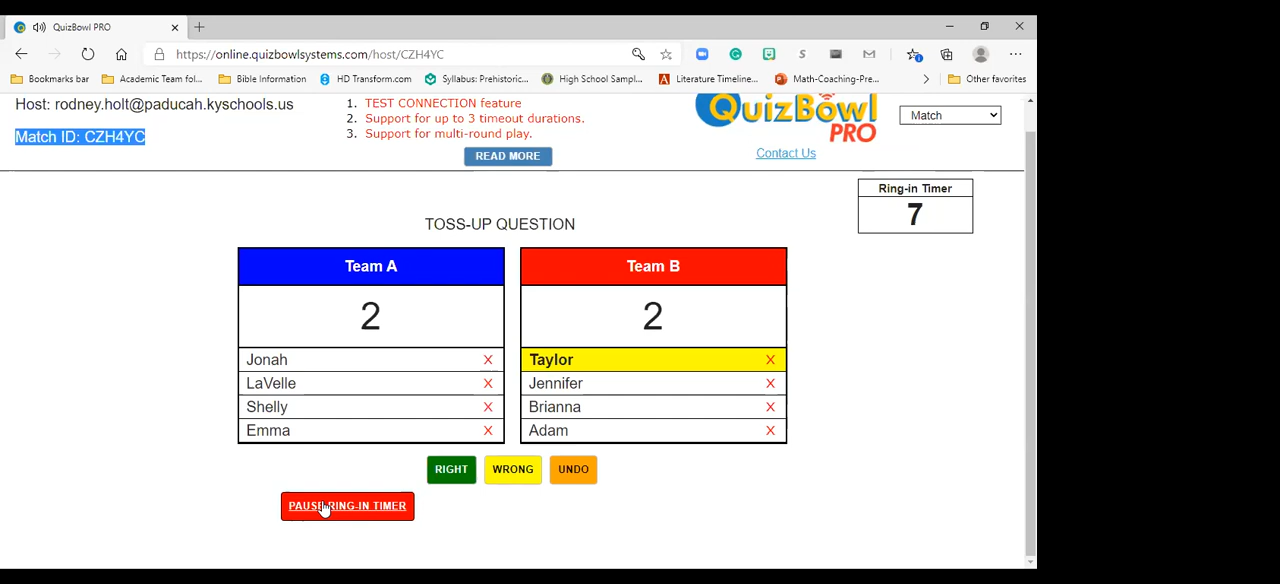 QuizBowl PRO
https://online.quizbowlsystems.com/host/CZH4YC
Bookmarks bar
Academic Team fol...
Bible Information
HD Transform.com
Syllabus: Prehistoric...
High School Sampl...
Literature Timeline...
Math-Coaching-Pre...
Other favorites
Host: rodney.holt@paducah.kyschools.us
Match ID: CZH4YC
1. TEST CONNECTION feature
2. Support for up to 3 timeout durations.
3. Support for multi-round play.
READ MORE
QuizBowl
PRO
Contact Us
Match
Ring-in Timer
7
TOSS-UP QUESTION
Team A
2
Jonah X
LaVelle X
Shelly X
Emma X
Team B
2
Taylor X
Jennifer X
Brianna X
Adam X
RIGHT
WRONG
UNDO
PAUSE RING-IN TIMER